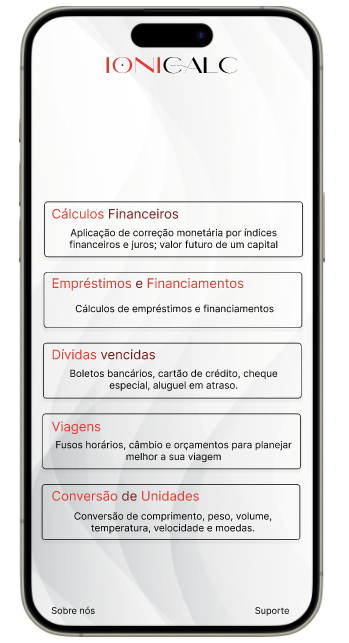 IONICALC
Cálculos Financeiros
Aplicação de correção monetária por índices
financeiros e juros; valor futuro de um capital
Empréstimos e Financiamentos
Cálculos de empréstimos e financiamentos
Dívidas vencidas
Boletos bancários, cartão de crédito, cheque
especial, aluguel em atraso.
Viagens
Fusos horários, câmbio e orçamentos para planejar
melhor a sua viagem
Conversão de Unidades
Conversão de comprimento, peso, volume,
temperatura, velocidade e moedas.
Sobre nós
Suporte